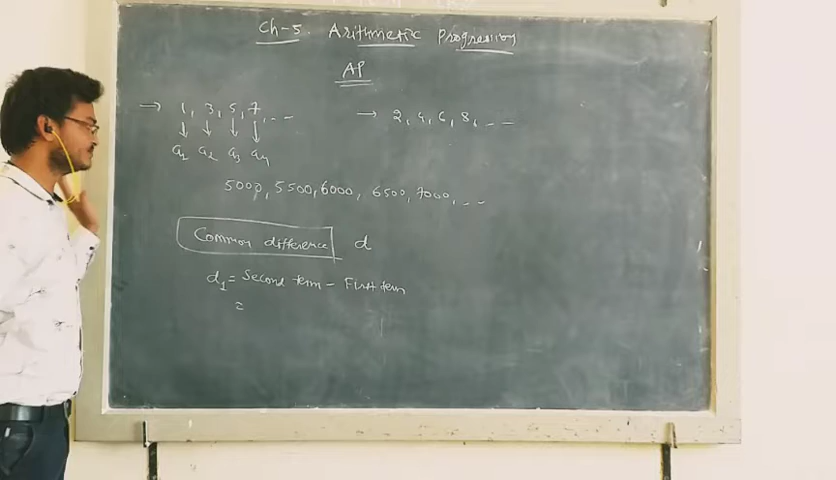 Ch-5. Arithmetic Progression
AP
→ 1, 3, 5, 7, --
→ 2, 4, 6, 8, --
↓ ↓ ↓ ↓
a1 a2 a3 a4
5000, 5500, 6000, 6500, 7000, ...
Common difference d
d1 = Second term - First term
=